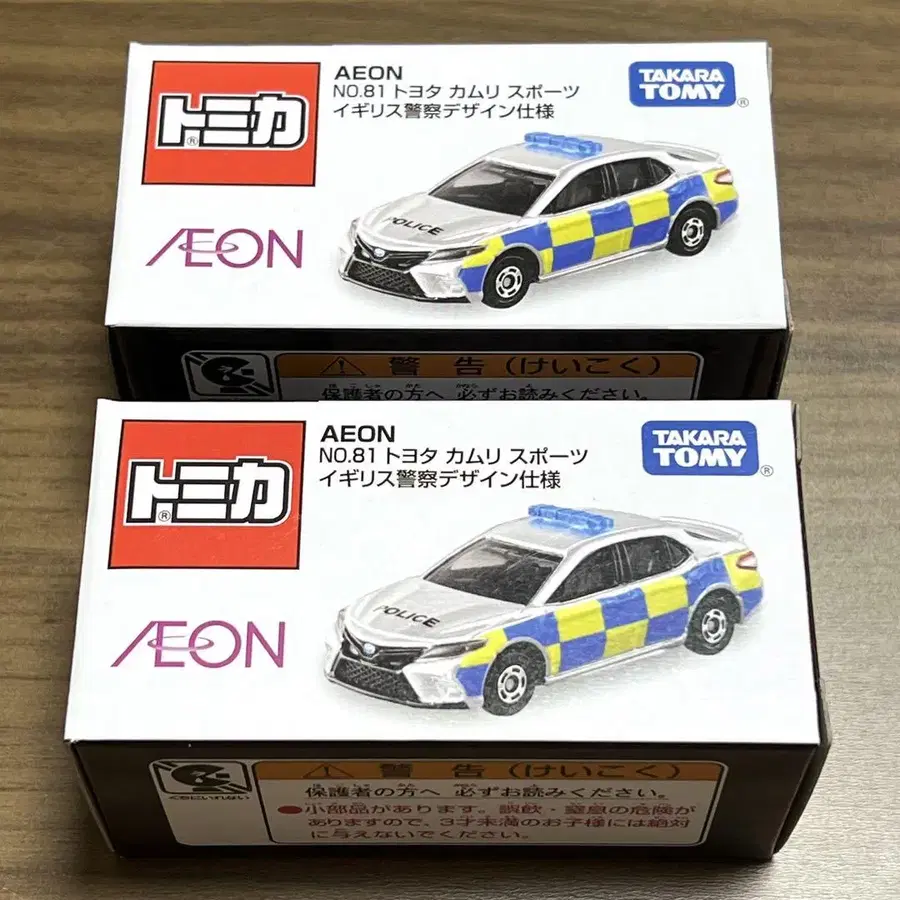 トミカ
®
AEON
AEON
NO.81 トヨタ カムリ スポーツ
イギリス警察デザイン仕様
TAKARA
TOMY
®
POLICE
⚠ 警告 (けいこく)
保護者の方へ 必ずお読みください。
トミカ
®
AEON
AEON
NO.81 トヨタ カムリ スポーツ
イギリス警察デザイン仕様
TAKARA
TOMY
®
POLICE
くちにいれない
⚠ 警告 (けいこく)
保護者の方へ 必ずお読みください。
●小部品があります。誤飲・窒息の危険が
ありますので、3才未満のお子様には絶対
に与えないでください。